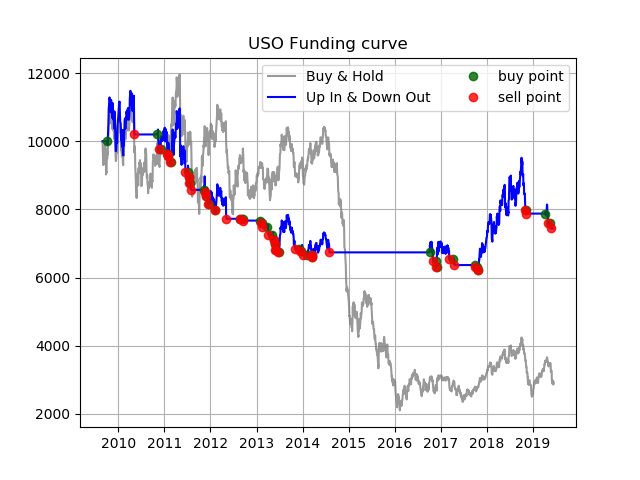 USO Funding curve
12000
10000
8000
6000
4000
2000
Buy & Hold
Up In & Down Out
buy point
sell point
2010 2011 2012 2013 2014 2015 2016 2017 2018 2019